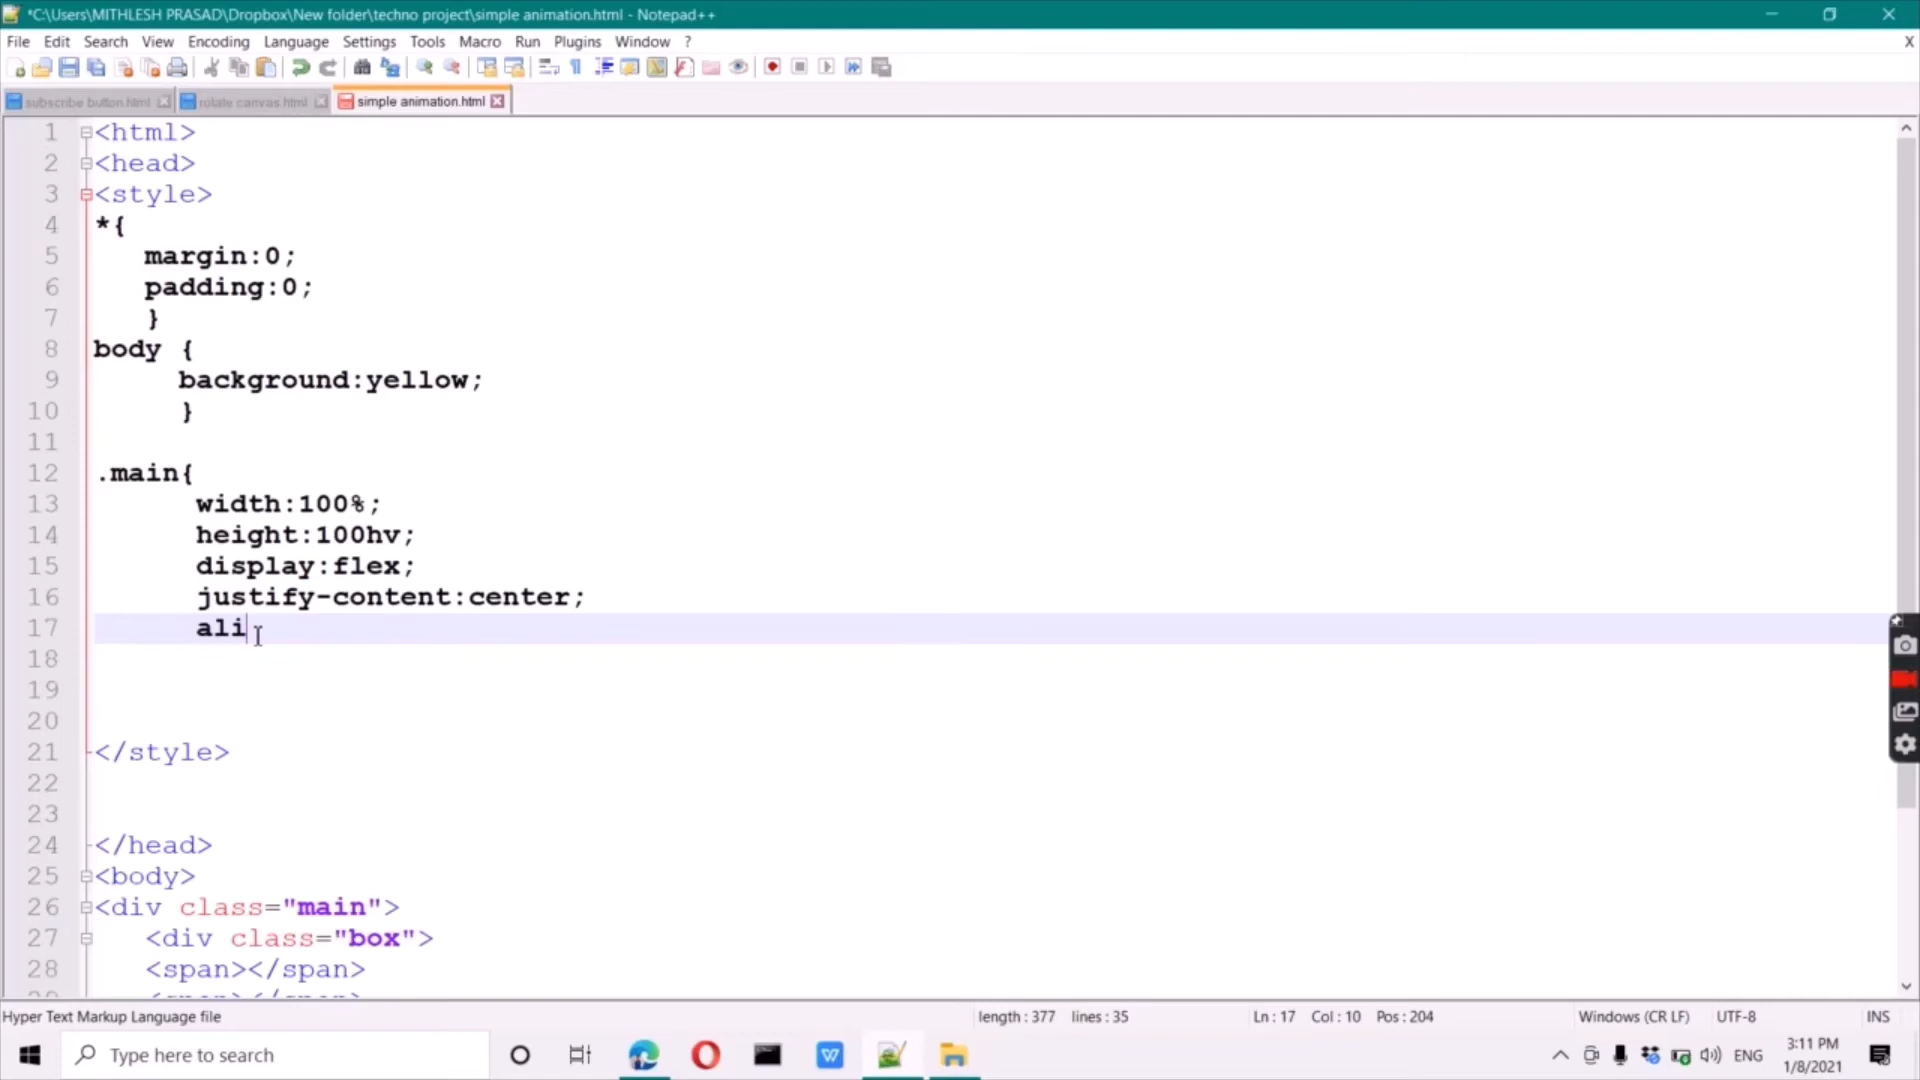 *C:\Users\MITHLESH PRASAD\Dropbox\New folder\techno project\simple animation.html - Notepad++
File Edit Search View Encoding Language Settings Tools Macro Run Plugins Window ? X
subscribe button.html rotate canvas.html simple animation.html
1 <html>
2 <head>
3 <style>
4 *{
5 margin:0;
6 padding:0;
7 }
8 body {
9 background:yellow;
10 }
11
12 .main{
13 width:100%;
14 height:100hv;
15 display:flex;
16 justify-content:center;
17 ali
18
19
20
21 </style>
22
23
24 </head>
25 <body>
26 <div class="main">
27 <div class="box">
28 <span></span>
Hyper Text Markup Language file length : 377 lines : 35 Ln : 17 Col : 10 Pos : 204 Windows (CR LF) UTF-8 INS
Type here to search W ENG 3:11 PM
1/8/2021